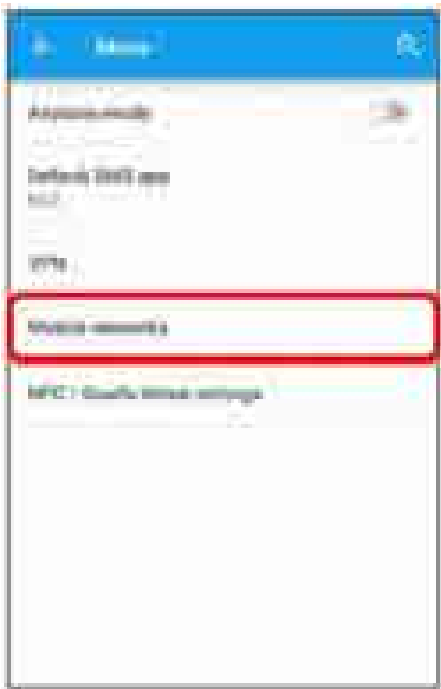 More
Airplane mode
Default SMS app
VPN
Mobile networks
NFC / Osaifu-Keitai settings